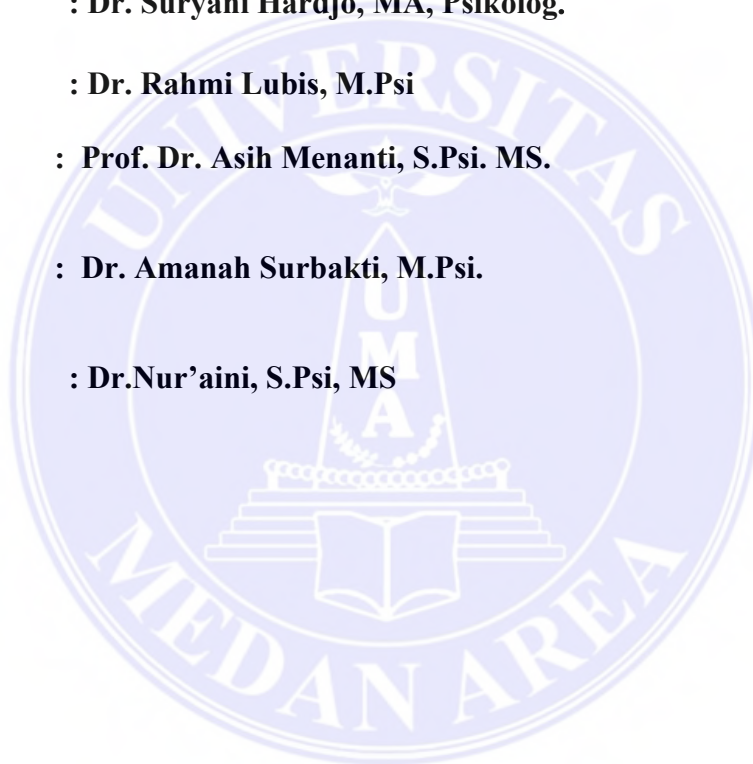 : Dr. Suryani Hardjo, MA, Psikolog.
: Dr. Rahmi Lubis, M.Psi
: Prof. Dr. Asih Menanti, S.Psi. MS.
: Dr. Amanah Surbakti, M.Psi.
: Dr.Nur’aini, S.Psi, MS
UNIVERSITAS
UMA
MEDAN AREA